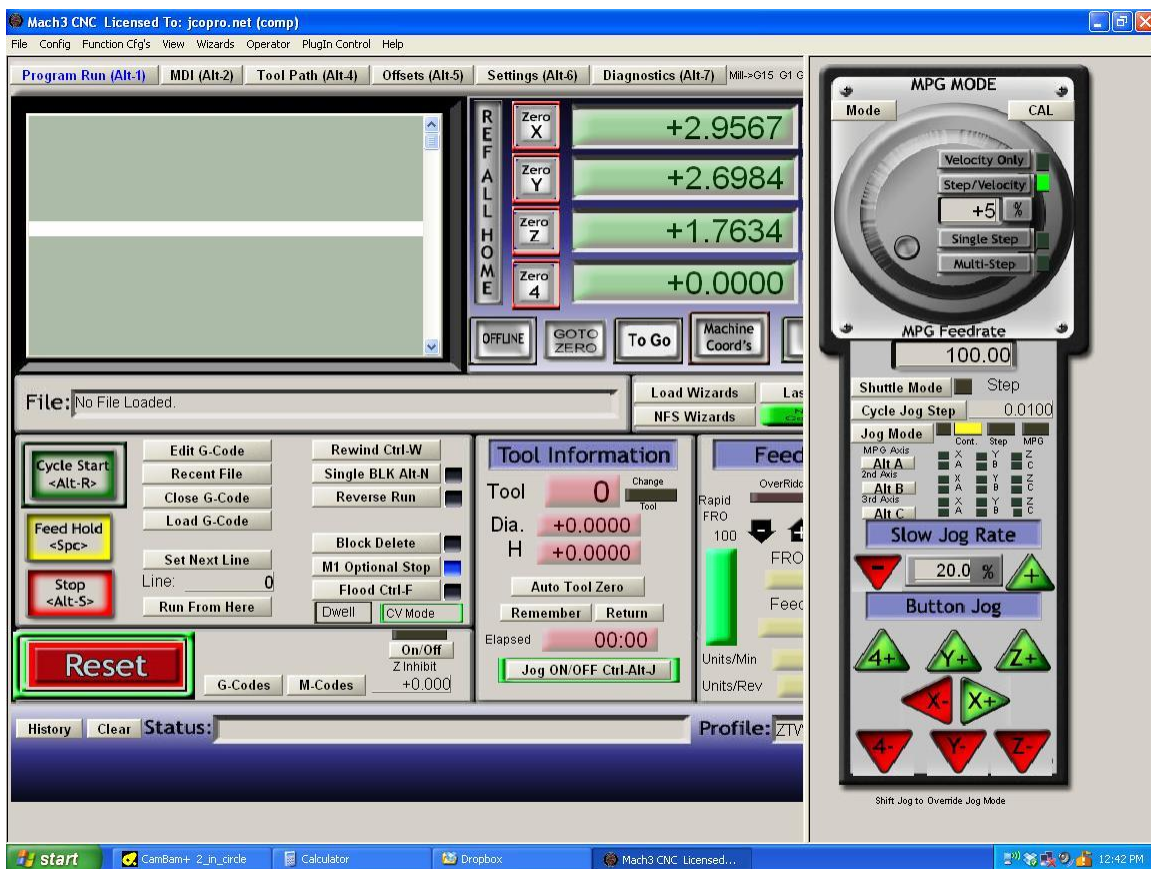 Mach3 CNC Licensed To: jcopro.net (comp)
File Config Function Cfg's View Wizards Operator PlugIn Control Help
Program Run (Alt-1) MDI (Alt-2) Tool Path (Alt-4) Offsets (Alt-5) Settings (Alt-6) Diagnostics (Alt-7) Mill->G15 G1 G
REF ALL HOME
Zero X +2.9567
Zero Y +2.6984
Zero Z +1.7634
Zero 4 +0.0000
OFFLINE GOTO ZERO To Go Machine Coord's
File: No File Loaded.
Load Wizards Las
NFS Wizards
Cycle Start <Alt-R>
Feed Hold <Spc>
Stop <Alt-S>
Edit G-Code
Recent File
Close G-Code
Load G-Code
Set Next Line
Line: 0
Run From Here
Rewind Ctrl-W
Single BLK Alt-N
Reverse Run
Block Delete
M1 Optional Stop
Flood Ctrl-F
Dwell CV Mode
Reset
G-Codes M-Codes
On/Off
Z Inhibit
+0.000
Tool Information
Tool 0 Change Tool
Dia. +0.0000
H +0.0000
Auto Tool Zero
Remember Return
Elapsed 00:00
Jog ON/OFF Ctrl-Alt-J
Feed
OverRidd
Rapid
FRO
100
FRO
Feed
Units/Min
Units/Rev
History Clear Status:
Profile: ZTW
MPG MODE
Mode CAL
Velocity Only
Step/Velocity
+5 %
Single Step
Multi-Step
MPG Feedrate
100.00
Shuttle Mode Step
Cycle Jog Step 0.0100
Jog Mode Cont. Step MPG
MPG Axis
Alt A X Y Z A B C
2nd Axis
Alt B X Y Z A B C
3rd Axis
Alt C X Y Z A B C
Slow Jog Rate
- 20.0 % +
Button Jog
4+ Y+ Z+
X- X+
4- Y- Z-
Shift Jog to Override Jog Mode
start CamBam+ 2_in_circle Calculator Dropbox Mach3 CNC Licensed... 12:42 PM